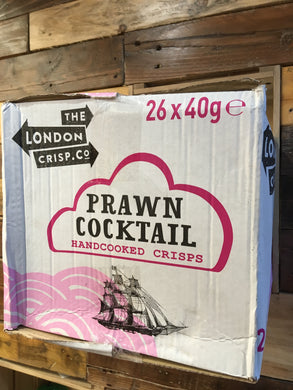 THE
LONDON
CRISP.CO
26 x 40g e
PRAWN
COCKTAIL
HANDCOOKED CRISPS